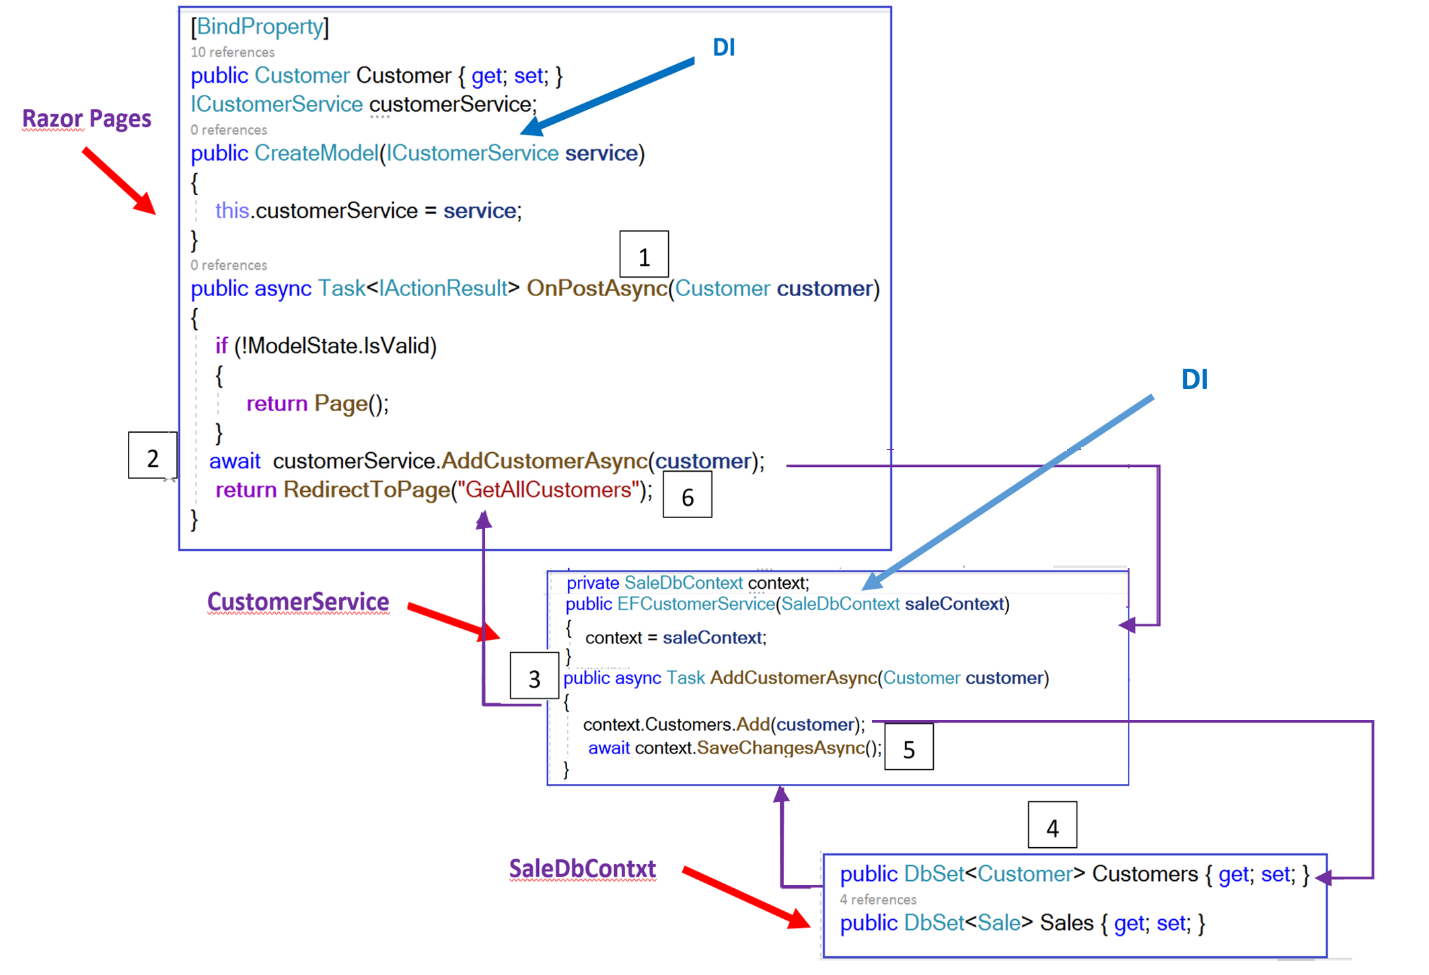 [BindProperty]
10 references
public Customer Customer { get; set; }
ICustomerService customerService;
0 references
public CreateModel(ICustomerService service)
{
this.customerService = service;
}
0 references
public async Task<IActionResult> OnPostAsync(Customer customer)
{
if (!ModelState.IsValid)
{
return Page();
}
await customerService.AddCustomerAsync(customer);
return RedirectToPage("GetAllCustomers");
}
DI
Razor Pages
1
2
6
DI
private SaleDbContext context;
public EFCustomerService(SaleDbContext saleContext)
{
context = saleContext;
}
public async Task AddCustomerAsync(Customer customer)
{
context.Customers.Add(customer);
await context.SaveChangesAsync();
}
CustomerService
3
5
4
SaleDbContxt
public DbSet<Customer> Customers { get; set; }
4 references
public DbSet<Sale> Sales { get; set; }